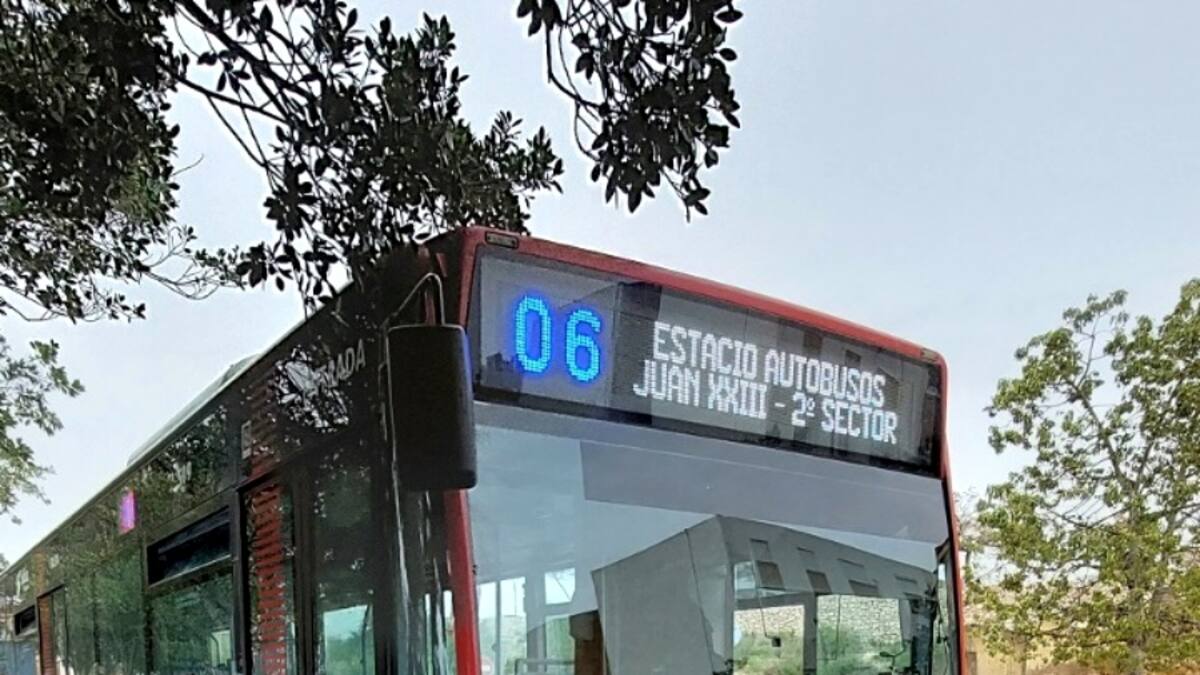 06
ESTACIO AUTOBUSOS
JUAN XXIII - 2º SECTOR